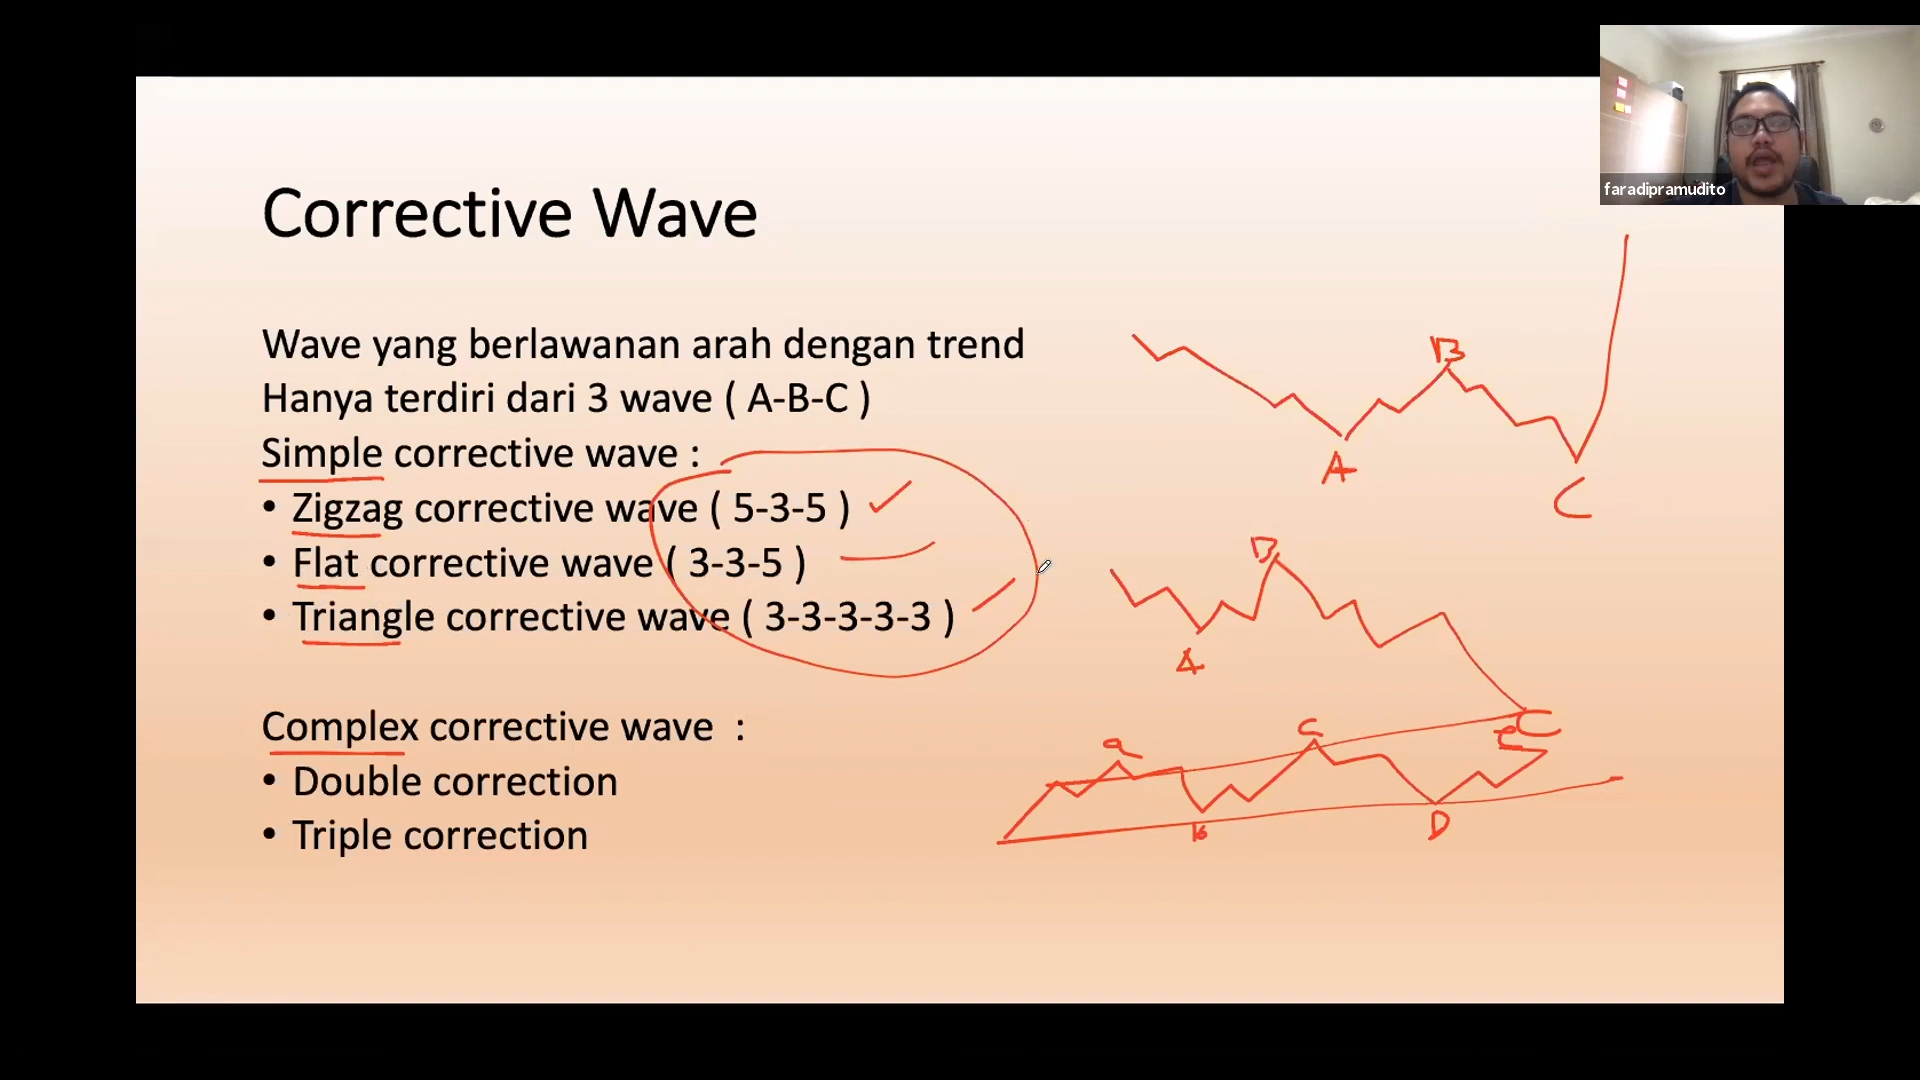 faradipramudito
Corrective Wave
Wave yang berlawanan arah dengan trend
Hanya terdiri dari 3 wave ( A-B-C )
Simple corrective wave :
• Zigzag corrective wave ( 5-3-5 )
• Flat corrective wave ( 3-3-5 )
• Triangle corrective wave ( 3-3-3-3-3 )
Complex corrective wave :
• Double correction
• Triple correction
B
A
C
B
A
C
a
C
e
b
D